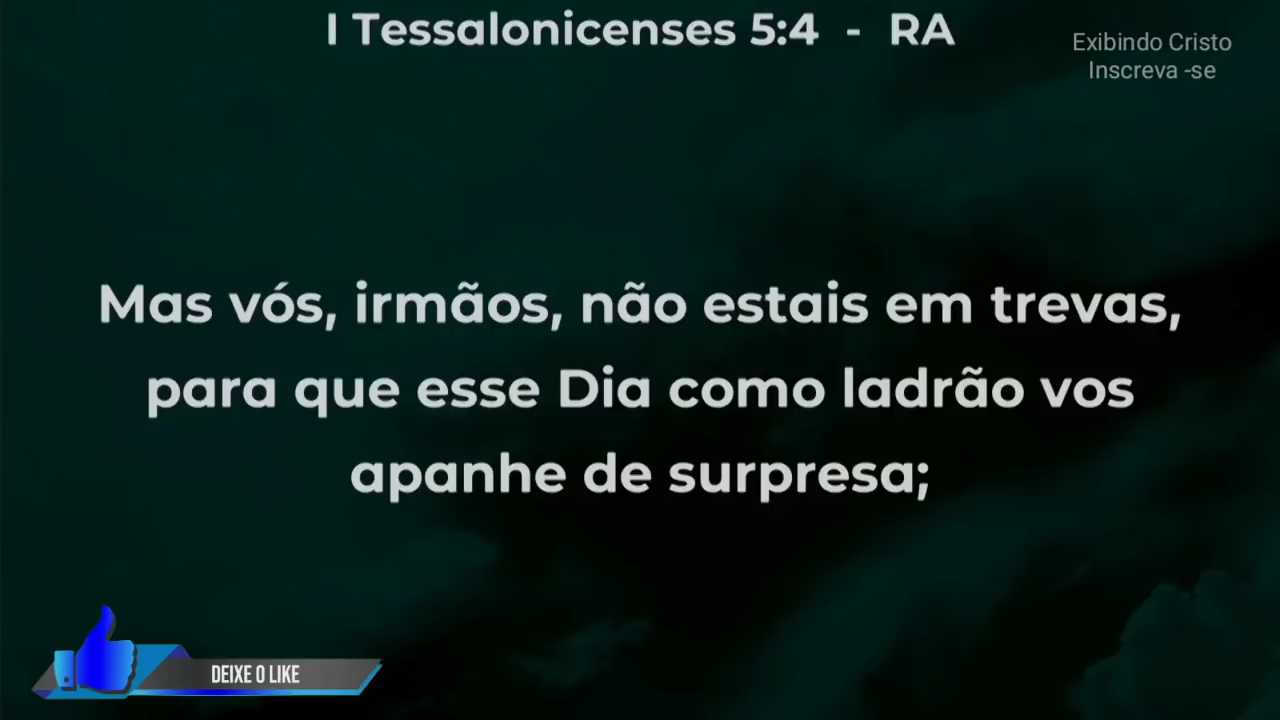 I Tessalonicenses 5:4 - RA
Exibindo Cristo
Inscreva -se
Mas vós, irmãos, não estais em trevas,
para que esse Dia como ladrão vos
apanhe de surpresa;
DEIXE O LIKE